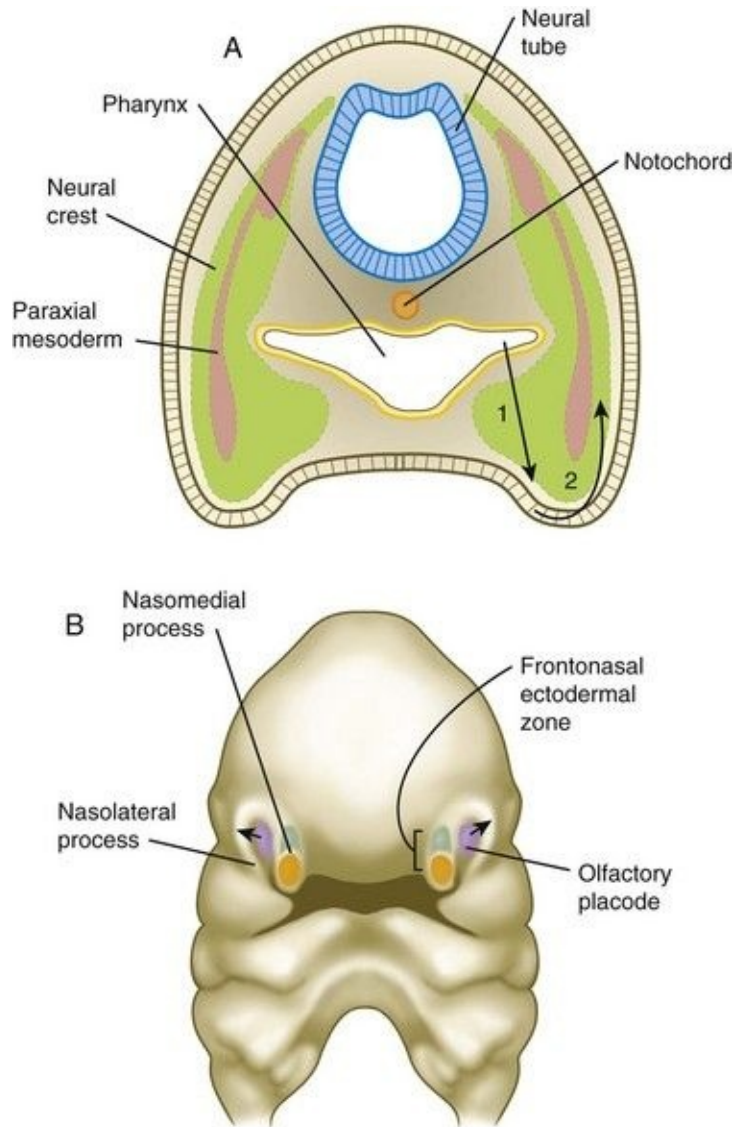 A
Neural
tube
Pharynx
Notochord
Neural
crest
Paraxial
mesoderm
1
2
B
Nasomedial
process
Frontonasal
ectodermal
zone
Nasolateral
process
Olfactory
placode